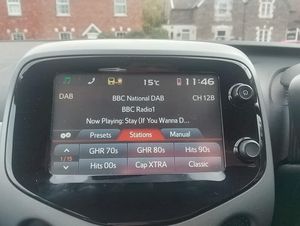 15°C
11:46
DAB
BBC National DAB
CH 12B
BBC Radio1
Now Playing: Stay (If You Wanna D...
Presets
Stations
Manual
1/15
GHR 70s
GHR 80s
Hits 90s
Hits 00s
Cap XTRA
Classic